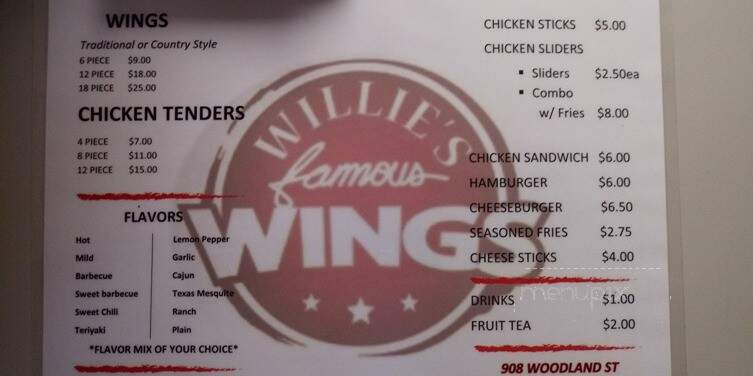 WINGS
Traditional or Country Style
6 PIECE $9.00
12 PIECE $18.00
18 PIECE $25.00
CHICKEN TENDERS
4 PIECE $7.00
8 PIECE $11.00
12 PIECE $15.00
FLAVORS
Hot Lemon Pepper
Mild Garlic
Barbecue Cajun
Sweet barbecue Texas Mesquite
Sweet Chili Ranch
Teriyaki Plain
*FLAVOR MIX OF YOUR CHOICE*
WILLIE'S
famous
WINGS
CHICKEN STICKS $5.00
CHICKEN SLIDERS
▪ Sliders $2.50ea
▪ Combo
w/ Fries $8.00
CHICKEN SANDWICH $6.00
HAMBURGER $6.00
CHEESEBURGER $6.50
SEASONED FRIES $2.75
CHEESE STICKS $4.00
menupix
DRINKS $1.00
FRUIT TEA $2.00
908 WOODLAND ST